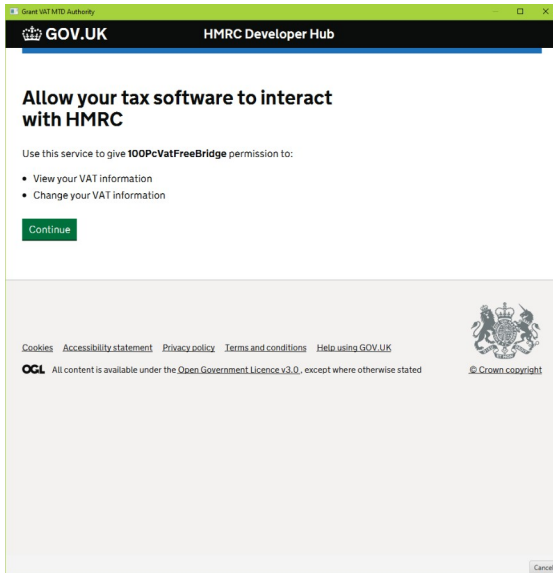 Grant VAT MTD Authority
GOV.UK HMRC Developer Hub
Allow your tax software to interact
with HMRC
Use this service to give 100PcVatFreeBridge permission to:
• View your VAT information
• Change your VAT information
Continue
Cookies Accessibility statement Privacy policy Terms and conditions Help using GOV.UK
OGL All content is available under the Open Government Licence v3.0 , except where otherwise stated
© Crown copyright
Cancel